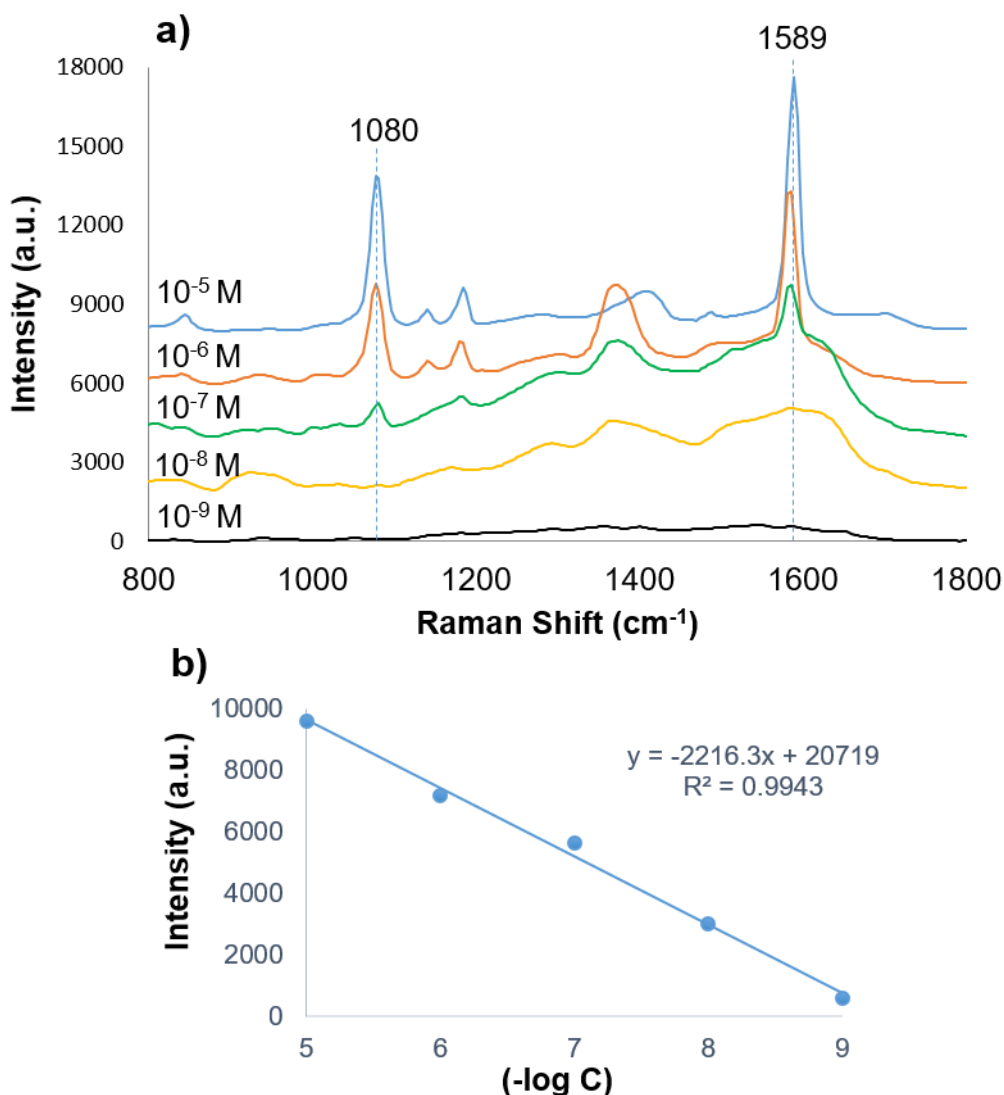 a)
1589
1080
18000
15000
12000
9000
6000
3000
0
Intensity (a.u.)
10⁻⁵ M
10⁻⁶ M
10⁻⁷ M
10⁻⁸ M
10⁻⁹ M
800 1000 1200 1400 1600 1800
Raman Shift (cm⁻¹)
b)
10000
8000
6000
4000
2000
0
Intensity (a.u.)
y = -2216.3x + 20719
R² = 0.9943
5 6 7 8 9
(-log C)